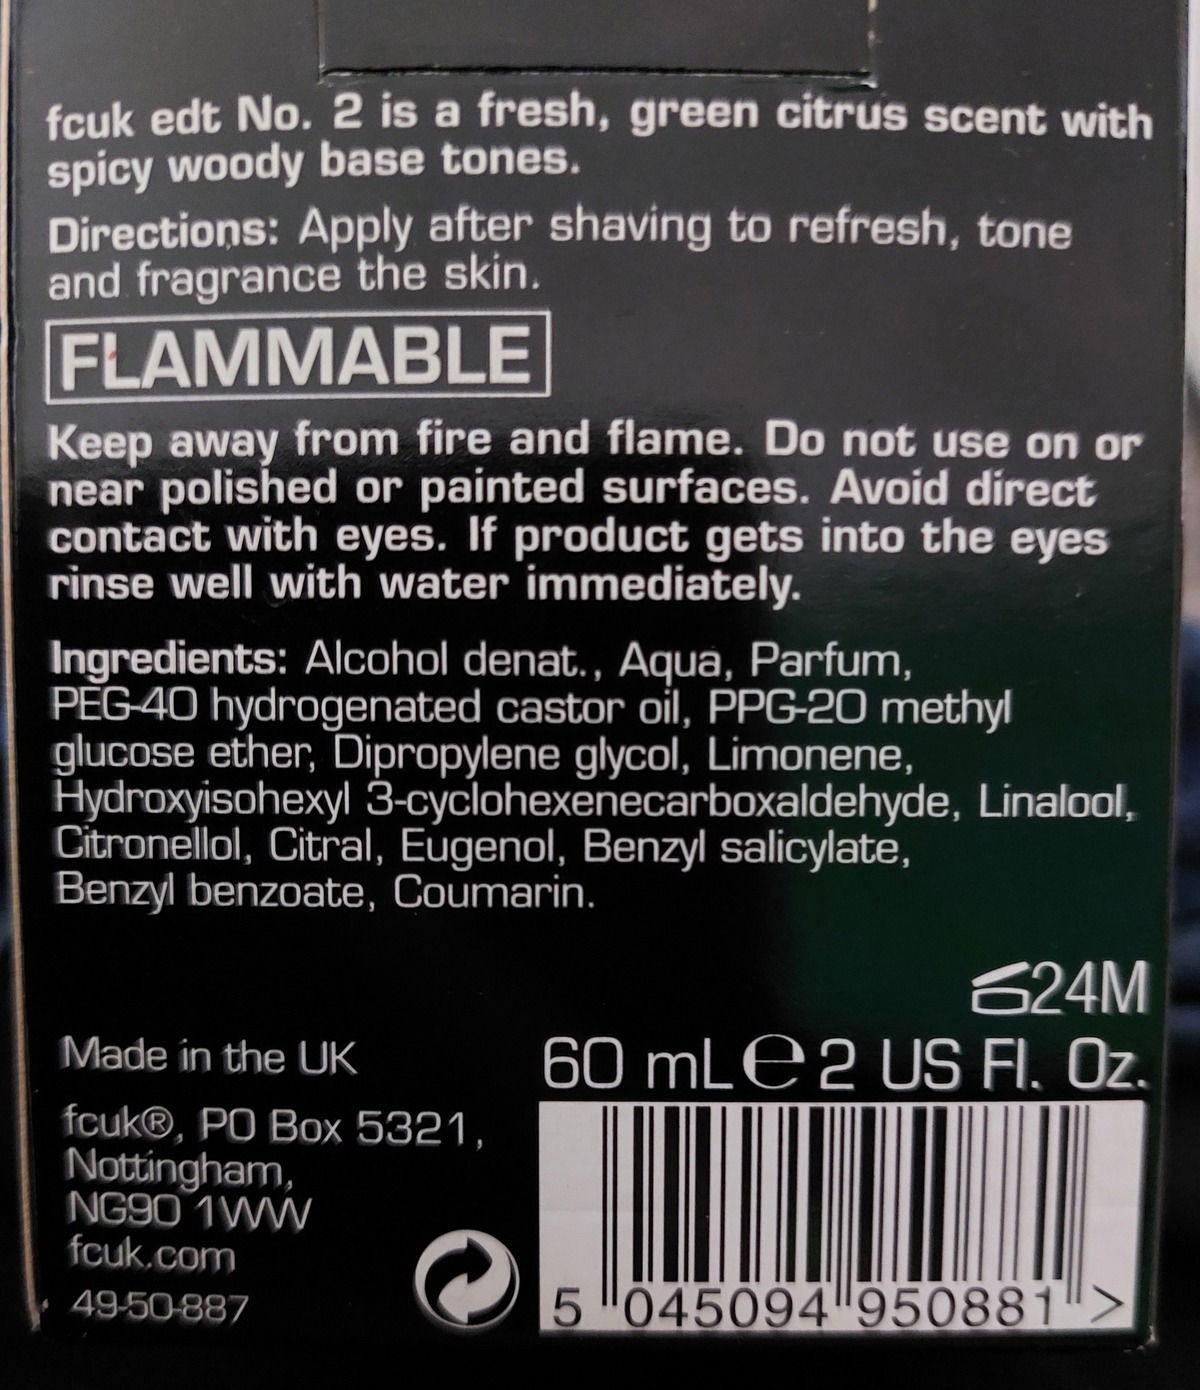 fcuk edt No. 2 is a fresh, green citrus scent with
spicy woody base tones.
Directions: Apply after shaving to refresh, tone
and fragrance the skin.
FLAMMABLE
Keep away from fire and flame. Do not use on or
near polished or painted surfaces. Avoid direct
contact with eyes. If product gets into the eyes
rinse well with water immediately.
Ingredients: Alcohol denat., Aqua, Parfum,
PEG-40 hydrogenated castor oil, PPG-20 methyl
glucose ether, Dipropylene glycol, Limonene,
Hydroxyisohexyl 3-cyclohexenecarboxaldehyde, Linalool,
Citronellol, Citral, Eugenol, Benzyl salicylate,
Benzyl benzoate, Coumarin.
24M
Made in the UK
60 mL e 2 US Fl. Oz.
fcuk®, PO Box 5321,
Nottingham,
NG90 1WW
fcuk.com
49-50-887
5 045094 950881 >